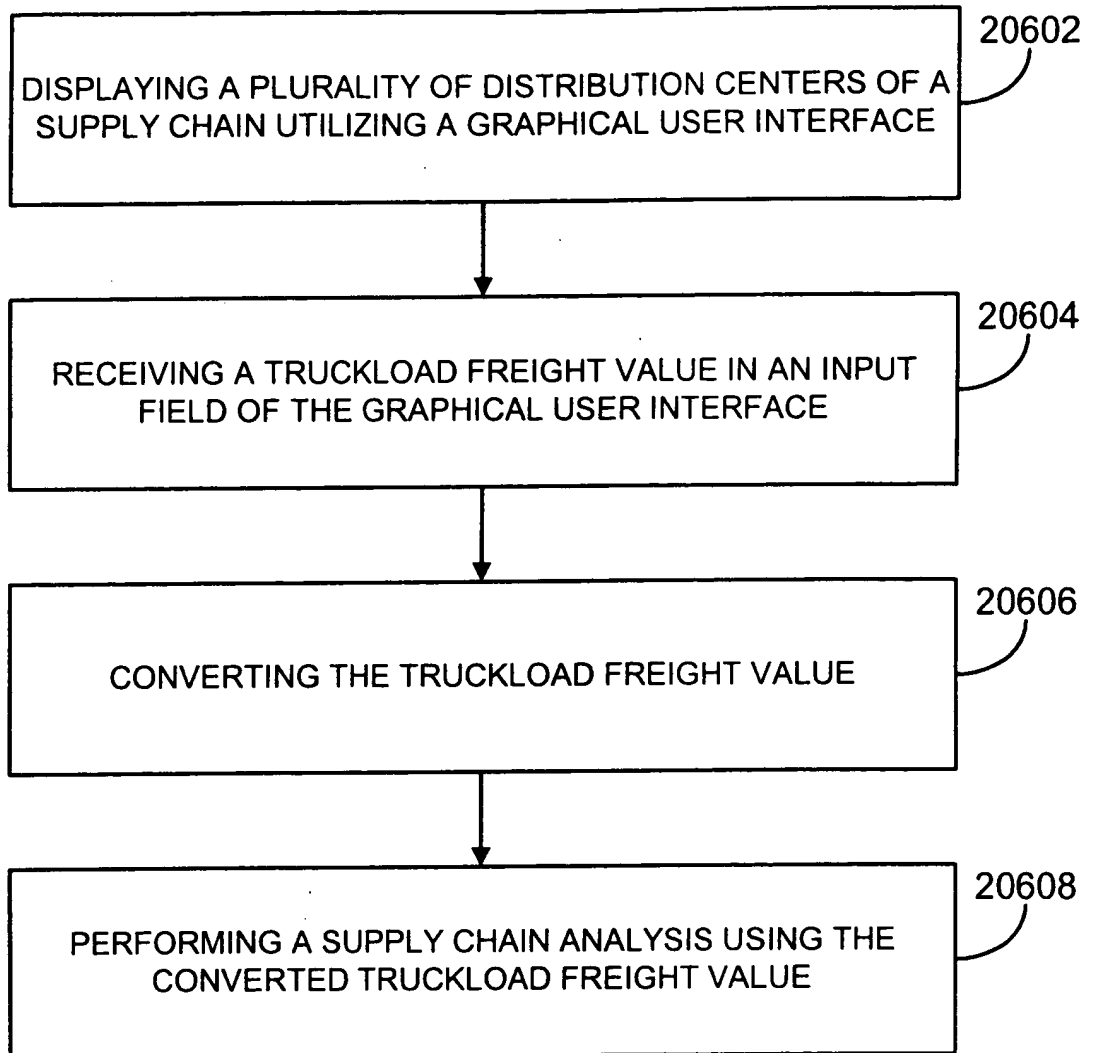 20602
DISPLAYING A PLURALITY OF DISTRIBUTION CENTERS OF A
SUPPLY CHAIN UTILIZING A GRAPHICAL USER INTERFACE
20604
RECEIVING A TRUCKLOAD FREIGHT VALUE IN AN INPUT
FIELD OF THE GRAPHICAL USER INTERFACE
20606
CONVERTING THE TRUCKLOAD FREIGHT VALUE
20608
PERFORMING A SUPPLY CHAIN ANALYSIS USING THE
CONVERTED TRUCKLOAD FREIGHT VALUE